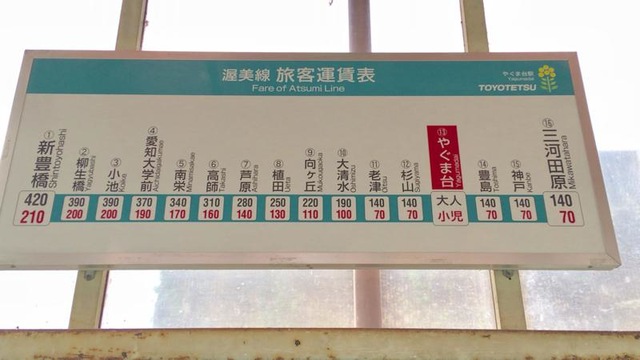 渥美線 旅客運賃表
Fare of Atsumi Line
やぐま台駅
Yagumadai
TOYOTETSU
① 新豊橋 Shintoyohashi 420 210
② 柳生橋 Yagyubashi 390 200
③ 小池 Koike 390 200
④ 愛知大学前 Aichidaigakumae 370 190
⑤ 南栄 Minamisakae 340 170
⑥ 高師 Takashi 310 160
⑦ 芦原 Ashihara 280 140
⑧ 植田 Ueta 250 130
⑨ 向ヶ丘 Mukougaoka 220 110
⑩ 大清水 Oshimizu 190 100
⑪ 老津 Oitsu 140 70
⑫ 杉山 Sugiyama 140 70
⑬ やぐま台 Yagumadai 大人 小児
⑭ 豊島 Toshima 140 70
⑮ 神戸 Kanbe 140 70
⑯ 三河田原 Mikawatahara 140 70